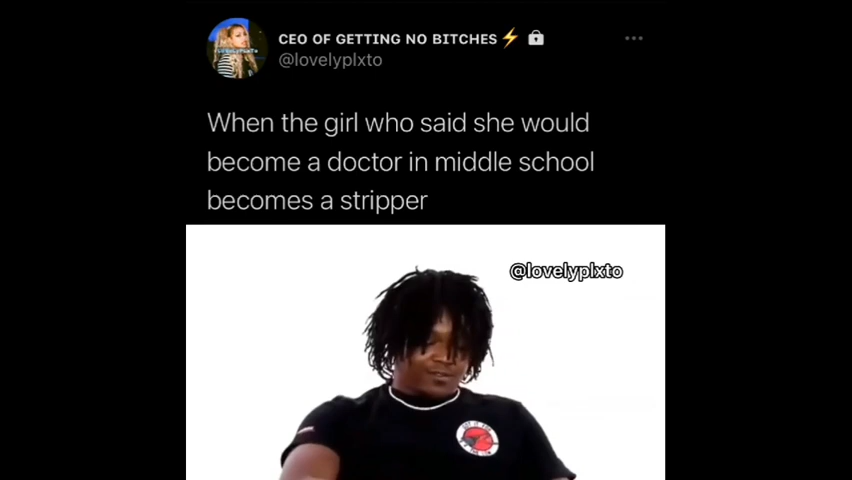 CEO OF GETTING NO BITCHES⚡🔒
@lovelyplxto
When the girl who said she would
become a doctor in middle school
becomes a stripper
@lovelyplxto